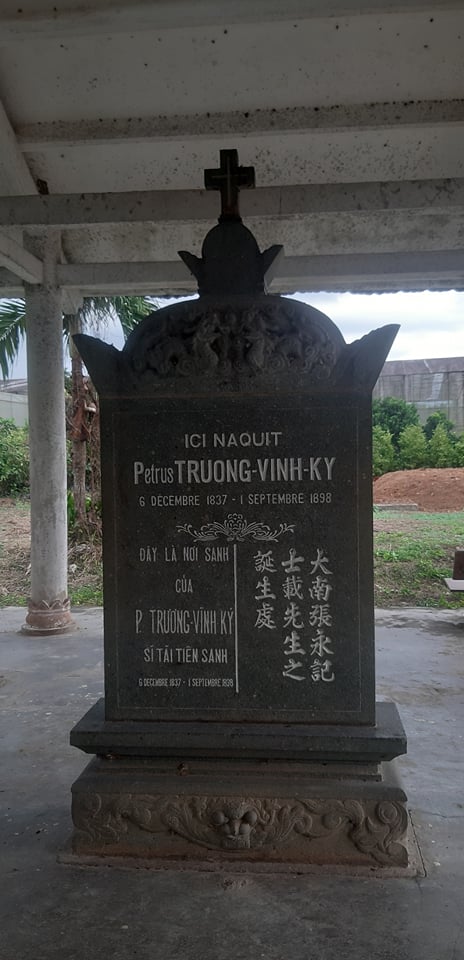 ICI NAQUIT
Petrus TRUONG-VINH-KY
6 DÉCEMBRE 1837 - 1 SEPTEMBRE 1898
ĐÂY LÀ NƠI SANH
CỦA
P. TRƯƠNG-VĨNH KÝ
SĨ TẢI TIÊN SANH
6 DÉCEMBRE 1837 - 1 SEPTEMBRE 1898
大南張永記
士載先生之
誕生處